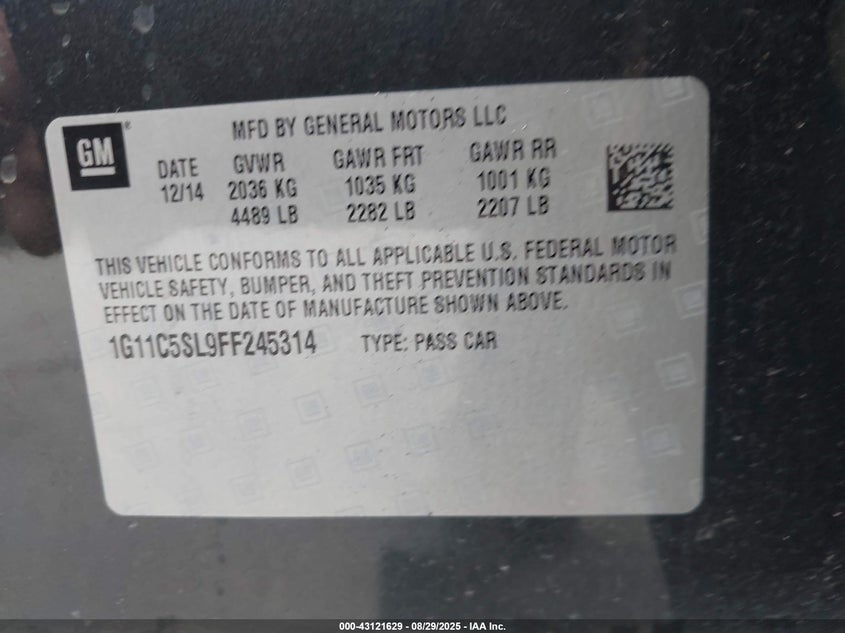 GM®
MFD BY GENERAL MOTORS LLC
DATE GVWR GAWR FRT GAWR RR
12/14 2036 KG 1035 KG 1001 KG
4489 LB 2282 LB 2207 LB
THIS VEHICLE CONFORMS TO ALL APPLICABLE U.S. FEDERAL MOTOR
VEHICLE SAFETY, BUMPER, AND THEFT PREVENTION STANDARDS IN
EFFECT ON THE DATE OF MANUFACTURE SHOWN ABOVE.
1G11C5SL9FF245314 TYPE: PASS CAR
000-43121629 - 08/29/2025 - IAA Inc.